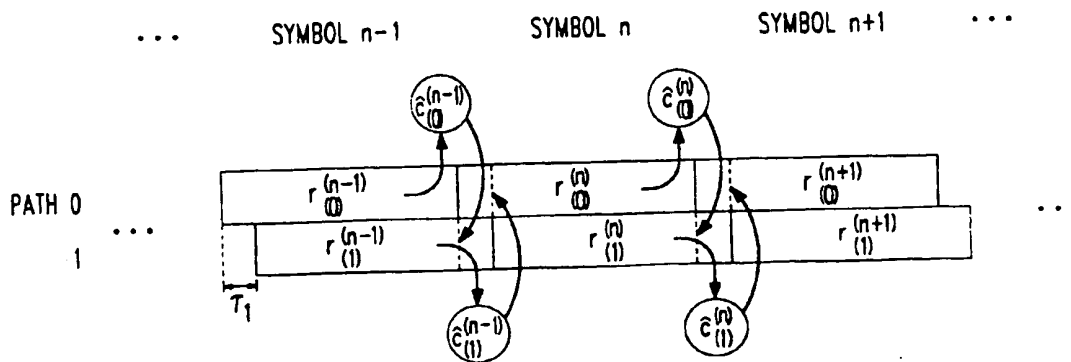 ... SYMBOL n-1 SYMBOL n SYMBOL n+1 ...
ĉ(0)^(n-1) ĉ(0)^(n)
PATH 0 r(0)^(n-1) r(0)^(n) r(0)^(n+1)
1 ... r(1)^(n-1) r(1)^(n) r(1)^(n+1) ..
τ1
ĉ(1)^(n-1) ĉ(1)^(n)